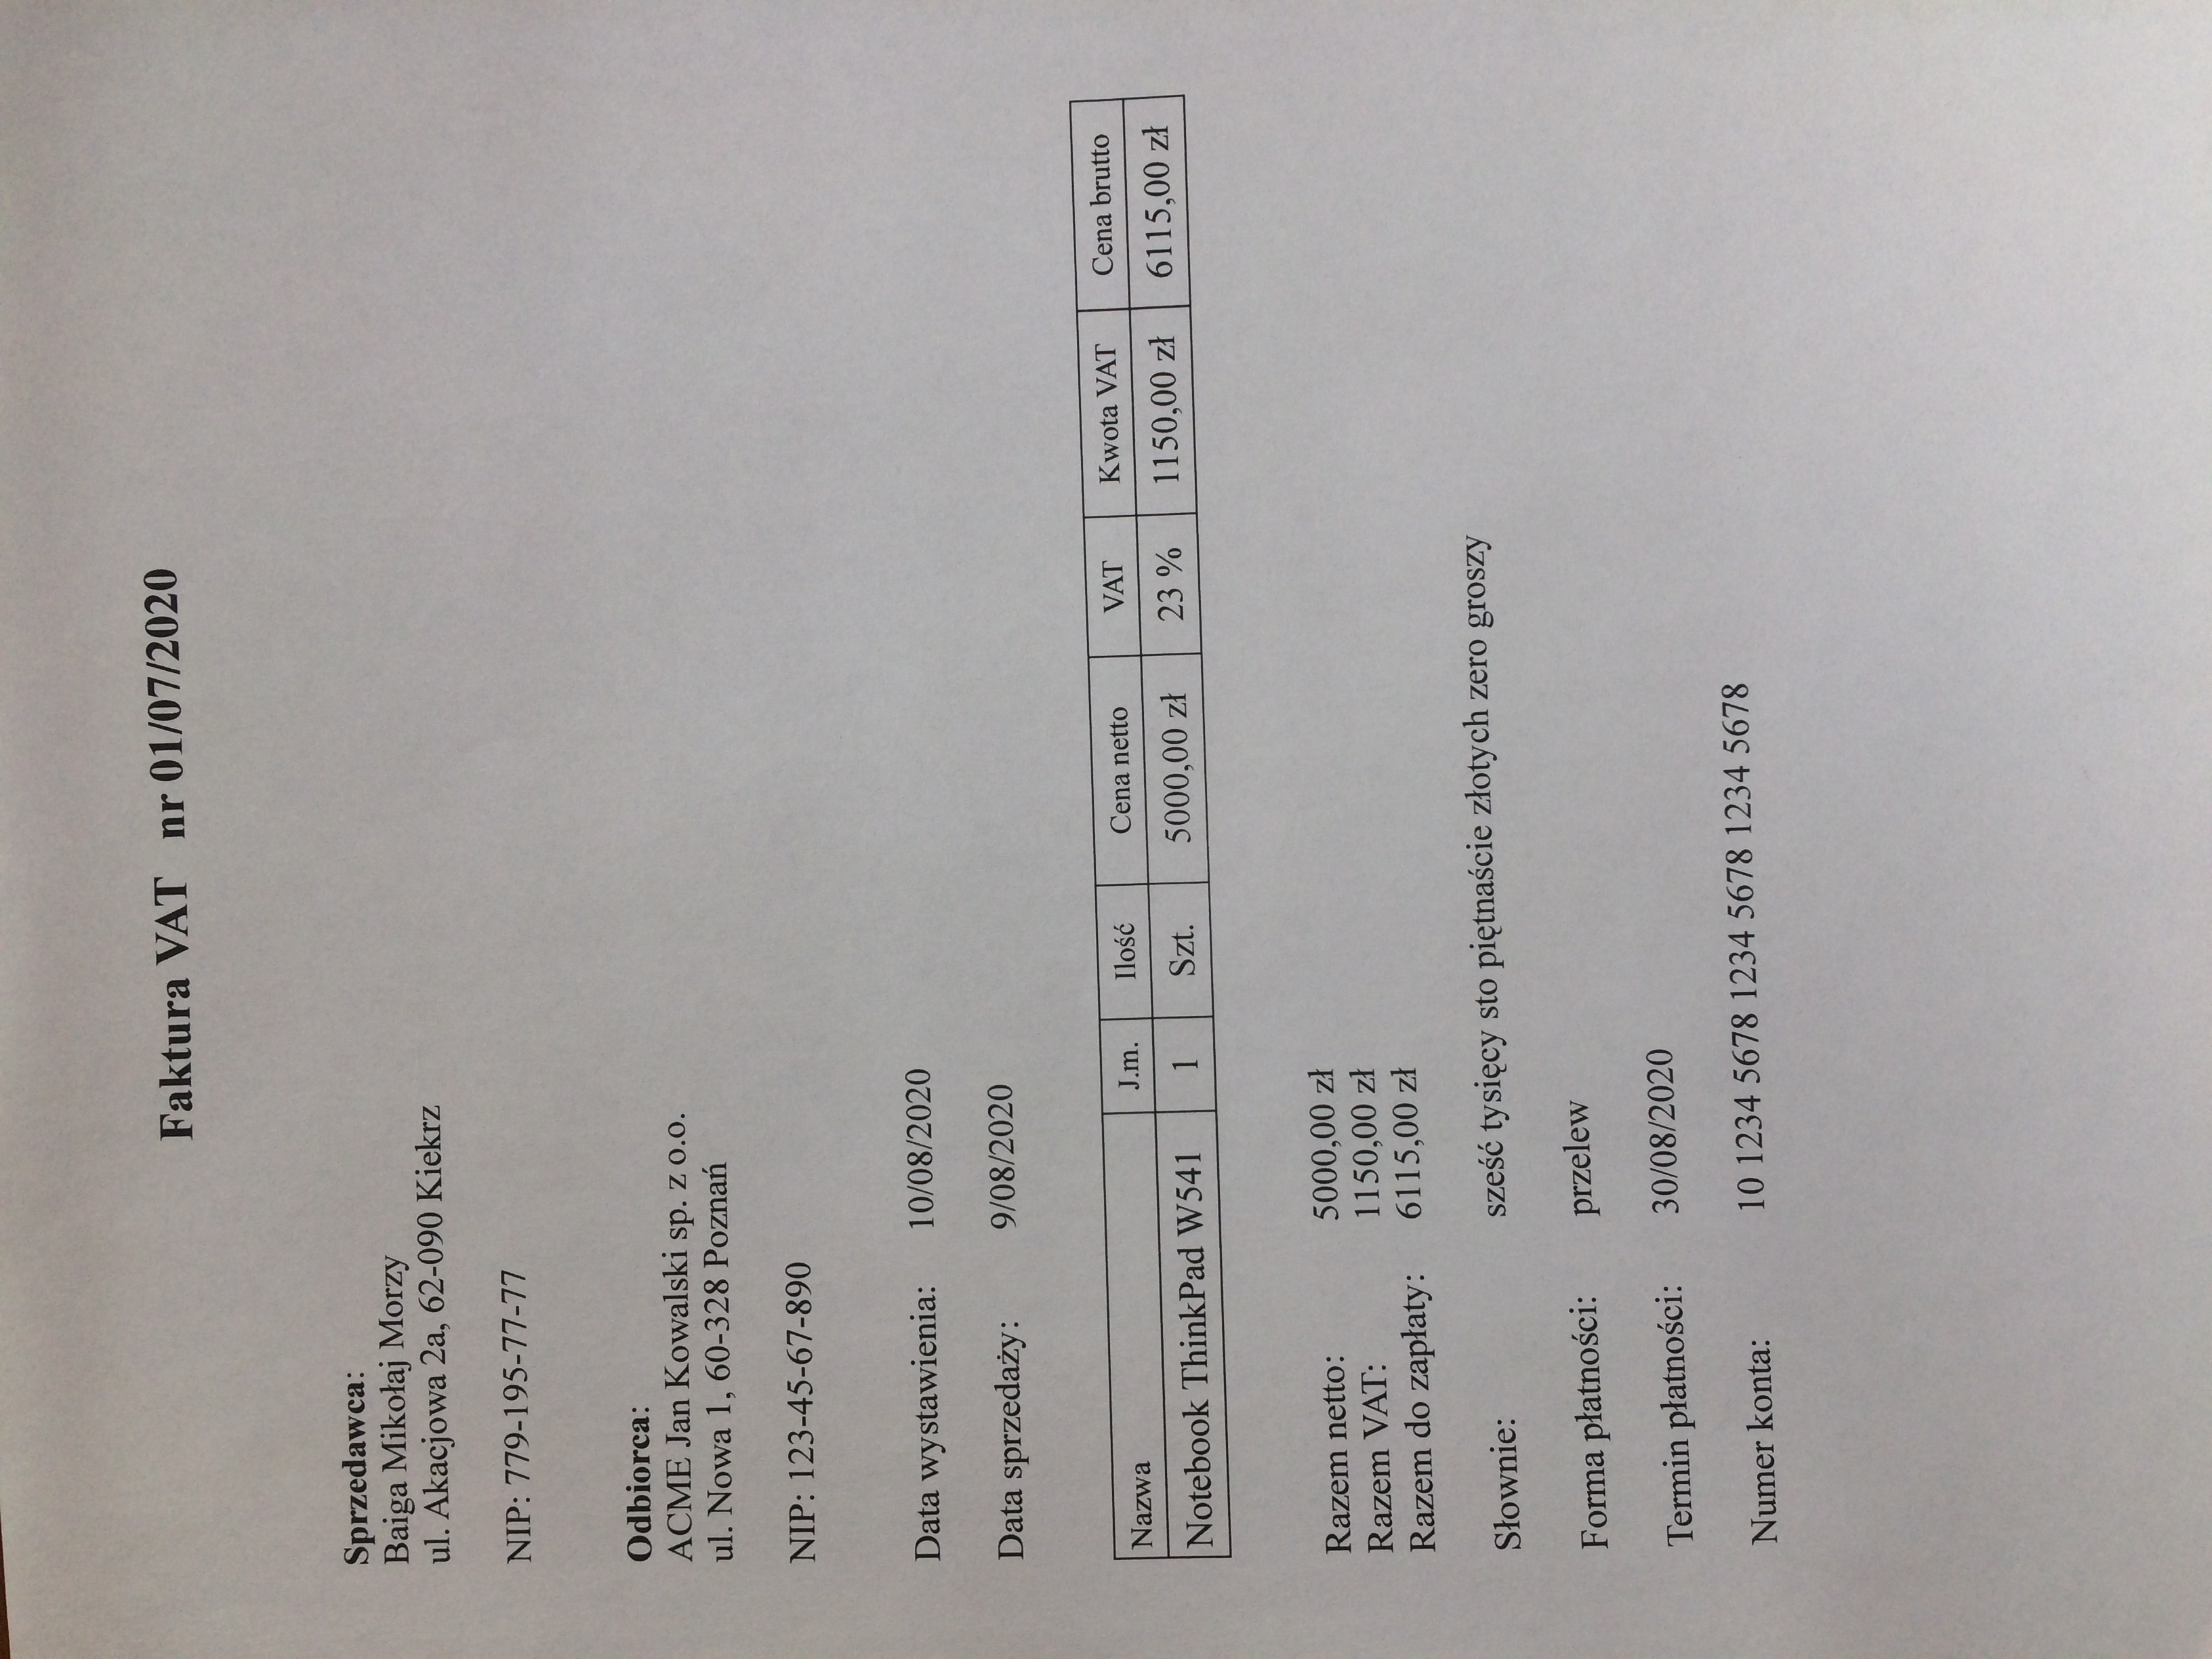 Faktura VAT nr 01/07/2020
Sprzedawca:
Baiga Mikołaj Morzy
ul. Akacjowa 2a, 62-090 Kiekrz
NIP: 779-195-77-77
Odbiorca:
ACME Jan Kowalski sp. z o.o.
ul. Nowa 1, 60-328 Poznań
NIP: 123-45-67-890
Data wystawienia: 10/08/2020
Data sprzedaży: 9/08/2020
Nazwa J.m. Ilość Cena netto VAT Kwota VAT Cena brutto
Notebook ThinkPad W541 1 Szt. 5000,00 zł 23 % 1150,00 zł 6115,00 zł
Razem netto: 5000,00 zł
Razem VAT: 1150,00 zł
Razem do zapłaty: 6115,00 zł
Słownie: sześć tysięcy sto piętnaście złotych zero groszy
Forma płatności: przelew
Termin płatności: 30/08/2020
Numer konta: 10 1234 5678 1234 5678 1234 5678